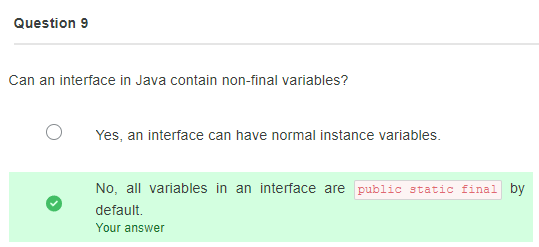 Question 9
Can an interface in Java contain non-final variables?
Yes, an interface can have normal instance variables.
No, all variables in an interface are public static final by
default.
Your answer